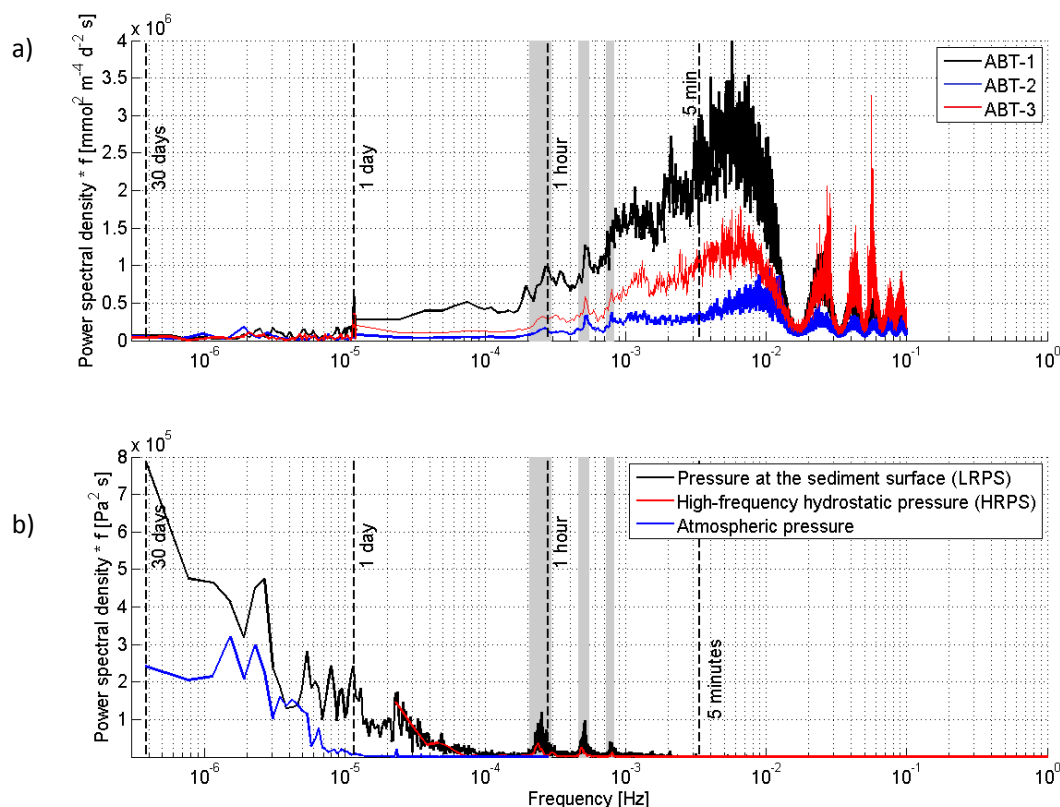 a)
x 10⁶
Power spectral density * f [mmol² m⁻⁴ d⁻² s]
4
3.5
3
2.5
2
1.5
1
0.5
0
30 days
1 day
1 hour
5 min
ABT-1
ABT-2
ABT-3
10⁻⁶
10⁻⁵
10⁻⁴
10⁻³
10⁻²
10⁻¹
10⁰
b)
x 10⁵
Power spectral density * f [Pa² s]
8
7
6
5
4
3
2
1
30 days
1 day
1 hour
5 minutes
Pressure at the sediment surface (LRPS)
High-frequency hydrostatic pressure (HRPS)
Atmospheric pressure
10⁻⁶
10⁻⁵
10⁻⁴
10⁻³
10⁻²
10⁻¹
10⁰
Frequency [Hz]